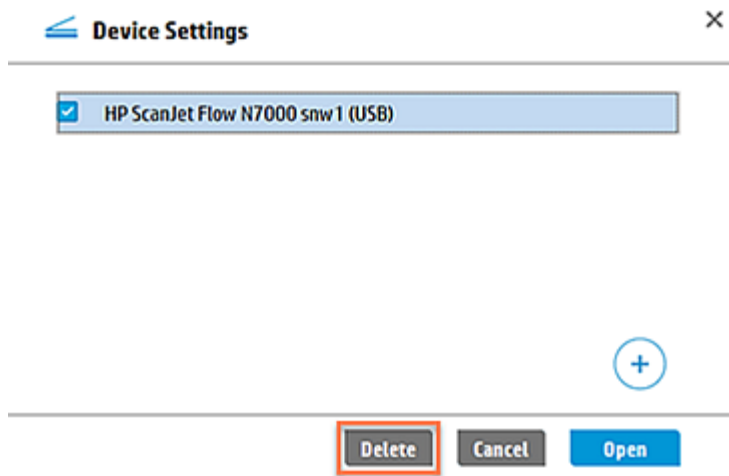 Device Settings
HP ScanJet Flow N7000 snw1 (USB)
Delete Cancel Open